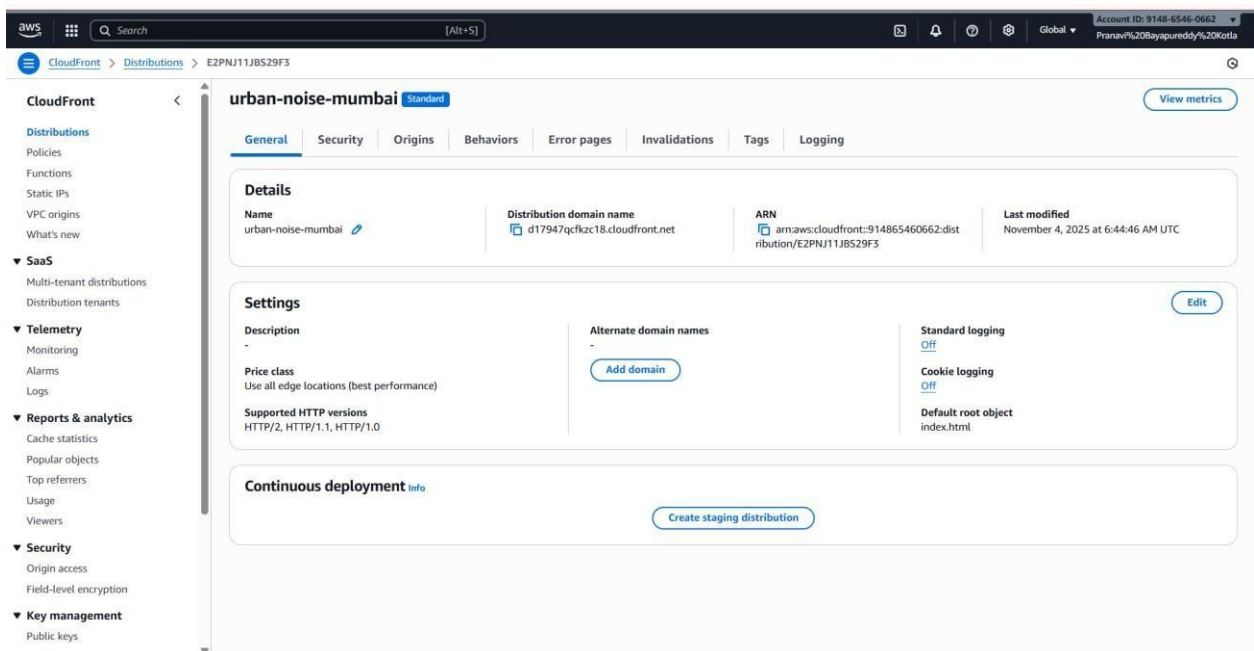 aws
Search
[Alt+S]
Global
Account ID: 9148-6546-0662
Pranavi%20Bayapureddy%20Kotla
CloudFront > Distributions > E2PNJ11JBS29F3
CloudFront
Distributions
Policies
Functions
Static IPs
VPC origins
What's new
SaaS
Multi-tenant distributions
Distribution tenants
Telemetry
Monitoring
Alarms
Logs
Reports & analytics
Cache statistics
Popular objects
Top referrers
Usage
Viewers
Security
Origin access
Field-level encryption
Key management
Public keys
urban-noise-mumbai Standard
View metrics
General Security Origins Behaviors Error pages Invalidations Tags Logging
Details
Name
urban-noise-mumbai
Distribution domain name
d17947qcfkzc18.cloudfront.net
ARN
arn:aws:cloudfront::914865460662:dist
ribution/E2PNJ11JBS29F3
Last modified
November 4, 2025 at 6:44:46 AM UTC
Settings
Edit
Description
-
Price class
Use all edge locations (best performance)
Supported HTTP versions
HTTP/2, HTTP/1.1, HTTP/1.0
Alternate domain names
-
Add domain
Standard logging
Off
Cookie logging
Off
Default root object
index.html
Continuous deployment Info
Create staging distribution